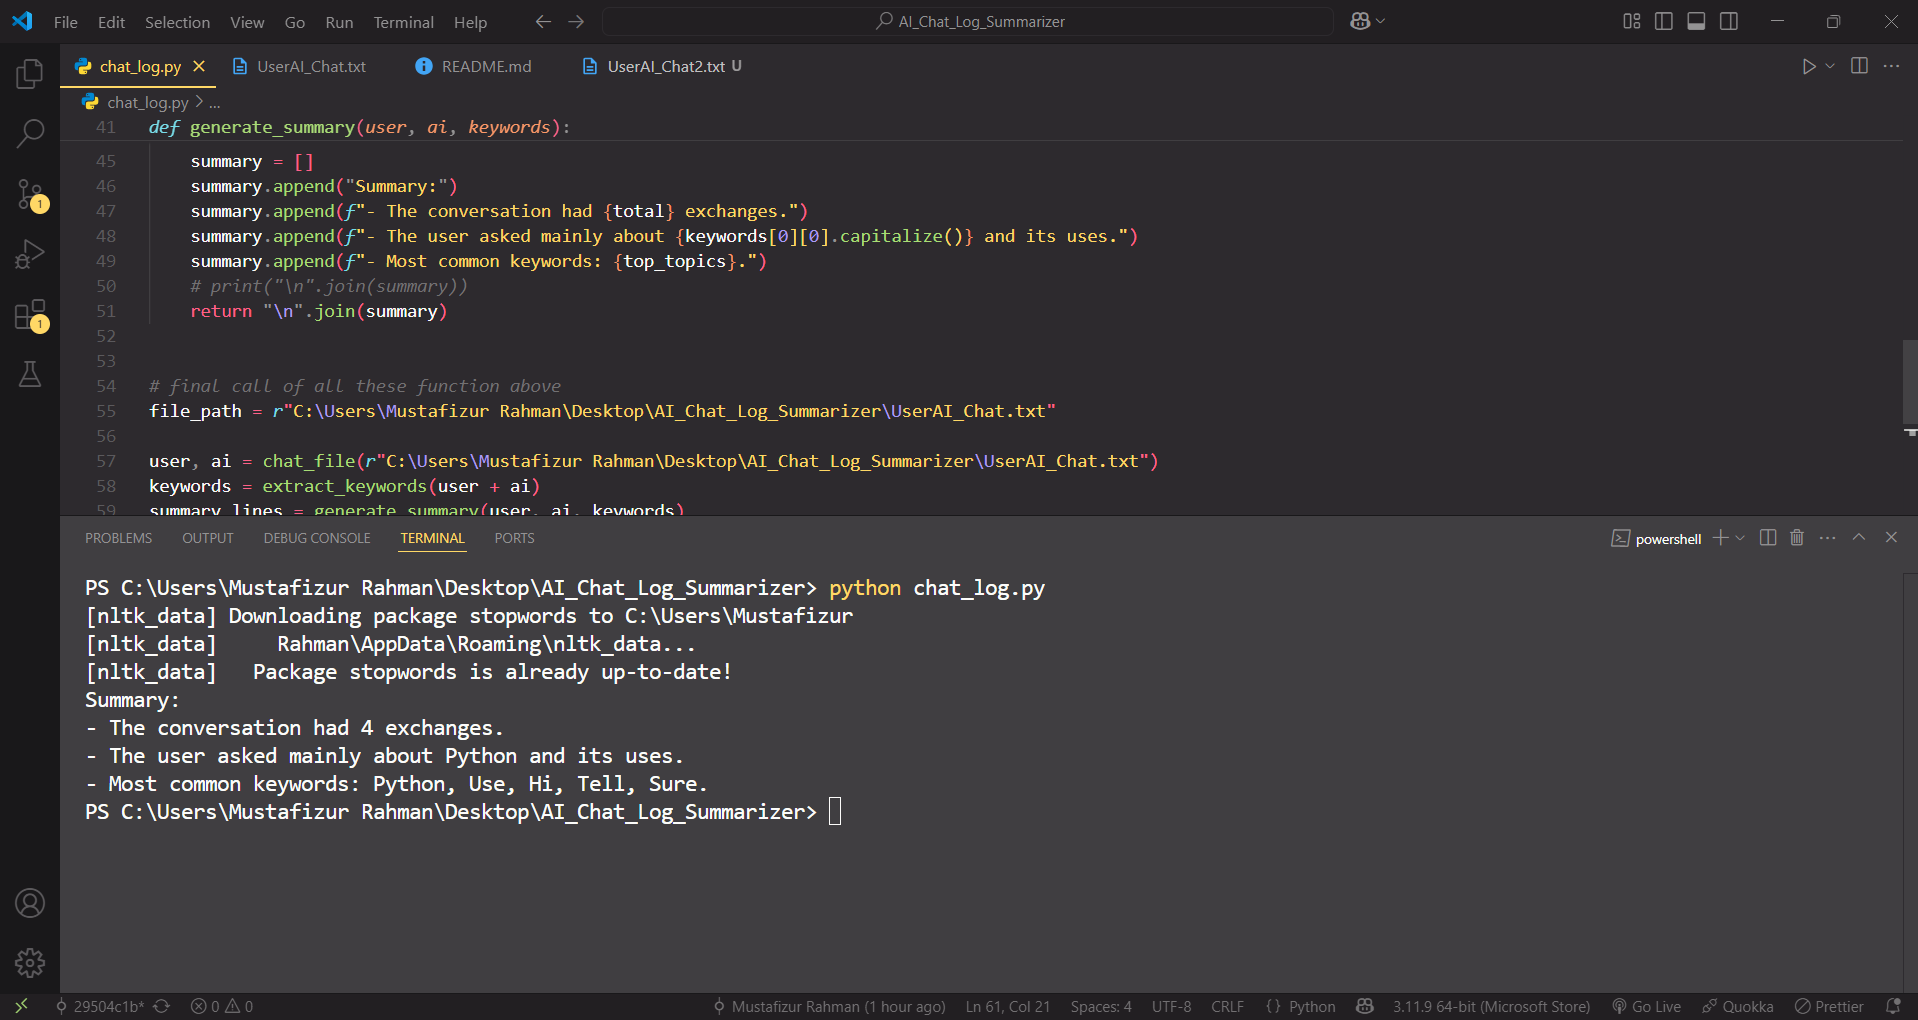 File Edit Selection View Go Run Terminal Help AI_Chat_Log_Summarizer
chat_log.py UserAI_Chat.txt README.md UserAI_Chat2.txt U
chat_log.py > ...
41 def generate_summary(user, ai, keywords):
45 summary = []
46 summary.append("Summary:")
47 summary.append(f"- The conversation had {total} exchanges.")
48 summary.append(f"- The user asked mainly about {keywords[0][0].capitalize()} and its uses.")
49 summary.append(f"- Most common keywords: {top_topics}.")
50 # print("\n".join(summary))
51 return "\n".join(summary)
52
53
54 # final call of all these function above
55 file_path = r"C:\Users\Mustafizur Rahman\Desktop\AI_Chat_Log_Summarizer\UserAI_Chat.txt"
56
57 user, ai = chat_file(r"C:\Users\Mustafizur Rahman\Desktop\AI_Chat_Log_Summarizer\UserAI_Chat.txt")
58 keywords = extract_keywords(user + ai)
59 summary_lines = generate_summary(user, ai, keywords)
1
1
PROBLEMS OUTPUT DEBUG CONSOLE TERMINAL PORTS powershell
PS C:\Users\Mustafizur Rahman\Desktop\AI_Chat_Log_Summarizer> python chat_log.py
[nltk_data] Downloading package stopwords to C:\Users\Mustafizur
[nltk_data] Rahman\AppData\Roaming\nltk_data...
[nltk_data] Package stopwords is already up-to-date!
Summary:
- The conversation had 4 exchanges.
- The user asked mainly about Python and its uses.
- Most common keywords: Python, Use, Hi, Tell, Sure.
PS C:\Users\Mustafizur Rahman\Desktop\AI_Chat_Log_Summarizer>
29504c1b* 0 0 Mustafizur Rahman (1 hour ago) Ln 61, Col 21 Spaces: 4 UTF-8 CRLF {} Python 3.11.9 64-bit (Microsoft Store) Go Live Quokka Prettier